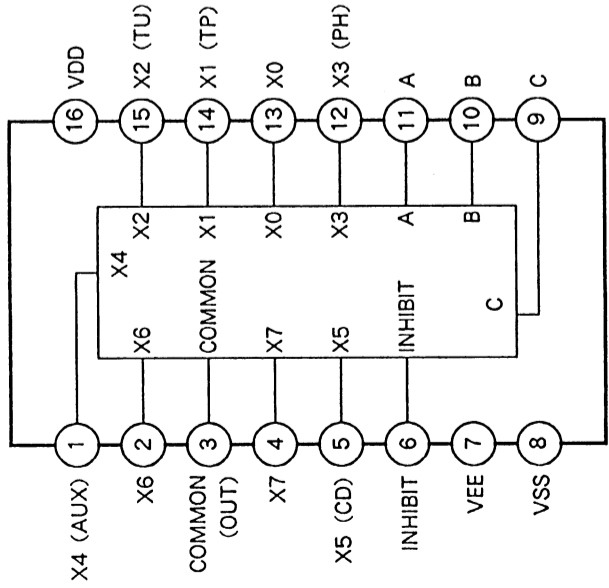 16 VDD
15 X2 (TU)
14 X1 (TP)
13 X0
12 X3 (PH)
11 A
10 B
9 C
X4
X2
X1
X0
X3
A
B
C
X6
COMMON
X7
X5
INHIBIT
1
2
3
4
5
6
7
8
X4 (AUX)
X6
COMMON
(OUT)
X7
X5 (CD)
INHIBIT
VEE
VSS